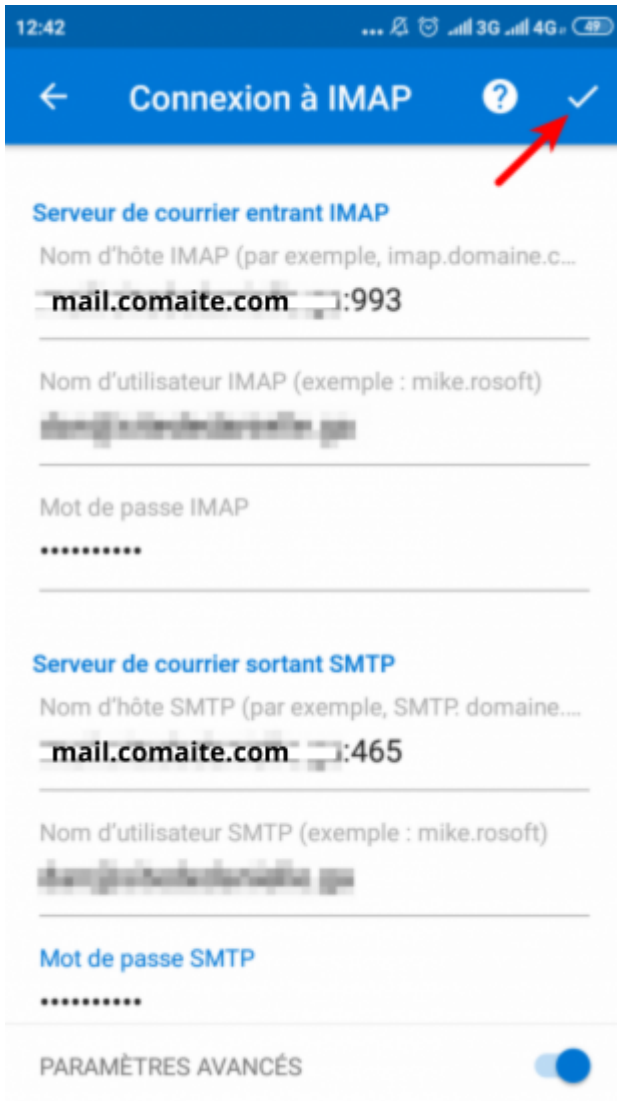 12:42 ... 3G 4G 49
Connexion à IMAP ?
Serveur de courrier entrant IMAP
Nom d'hôte IMAP (par exemple, imap.domaine.c...
mail.comaite.com :993
Nom d'utilisateur IMAP (exemple : mike.rosoft)
Mot de passe IMAP
••••••••••
Serveur de courrier sortant SMTP
Nom d'hôte SMTP (par exemple, SMTP. domaine....
mail.comaite.com :465
Nom d'utilisateur SMTP (exemple : mike.rosoft)
Mot de passe SMTP
••••••••••
PARAMÈTRES AVANCÉS